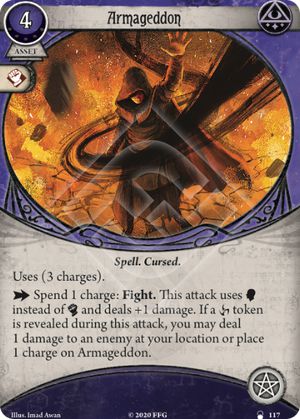 Armageddon
4
ASSET
Spell. Cursed.
Uses (3 charges).
Spend 1 charge: Fight. This attack uses
instead of and deals +1 damage. If a token
is revealed during this attack, you may deal
1 damage to an enemy at your location or place
1 charge on Armageddon.
Illus. Imad Awan
© 2020 FFG
117